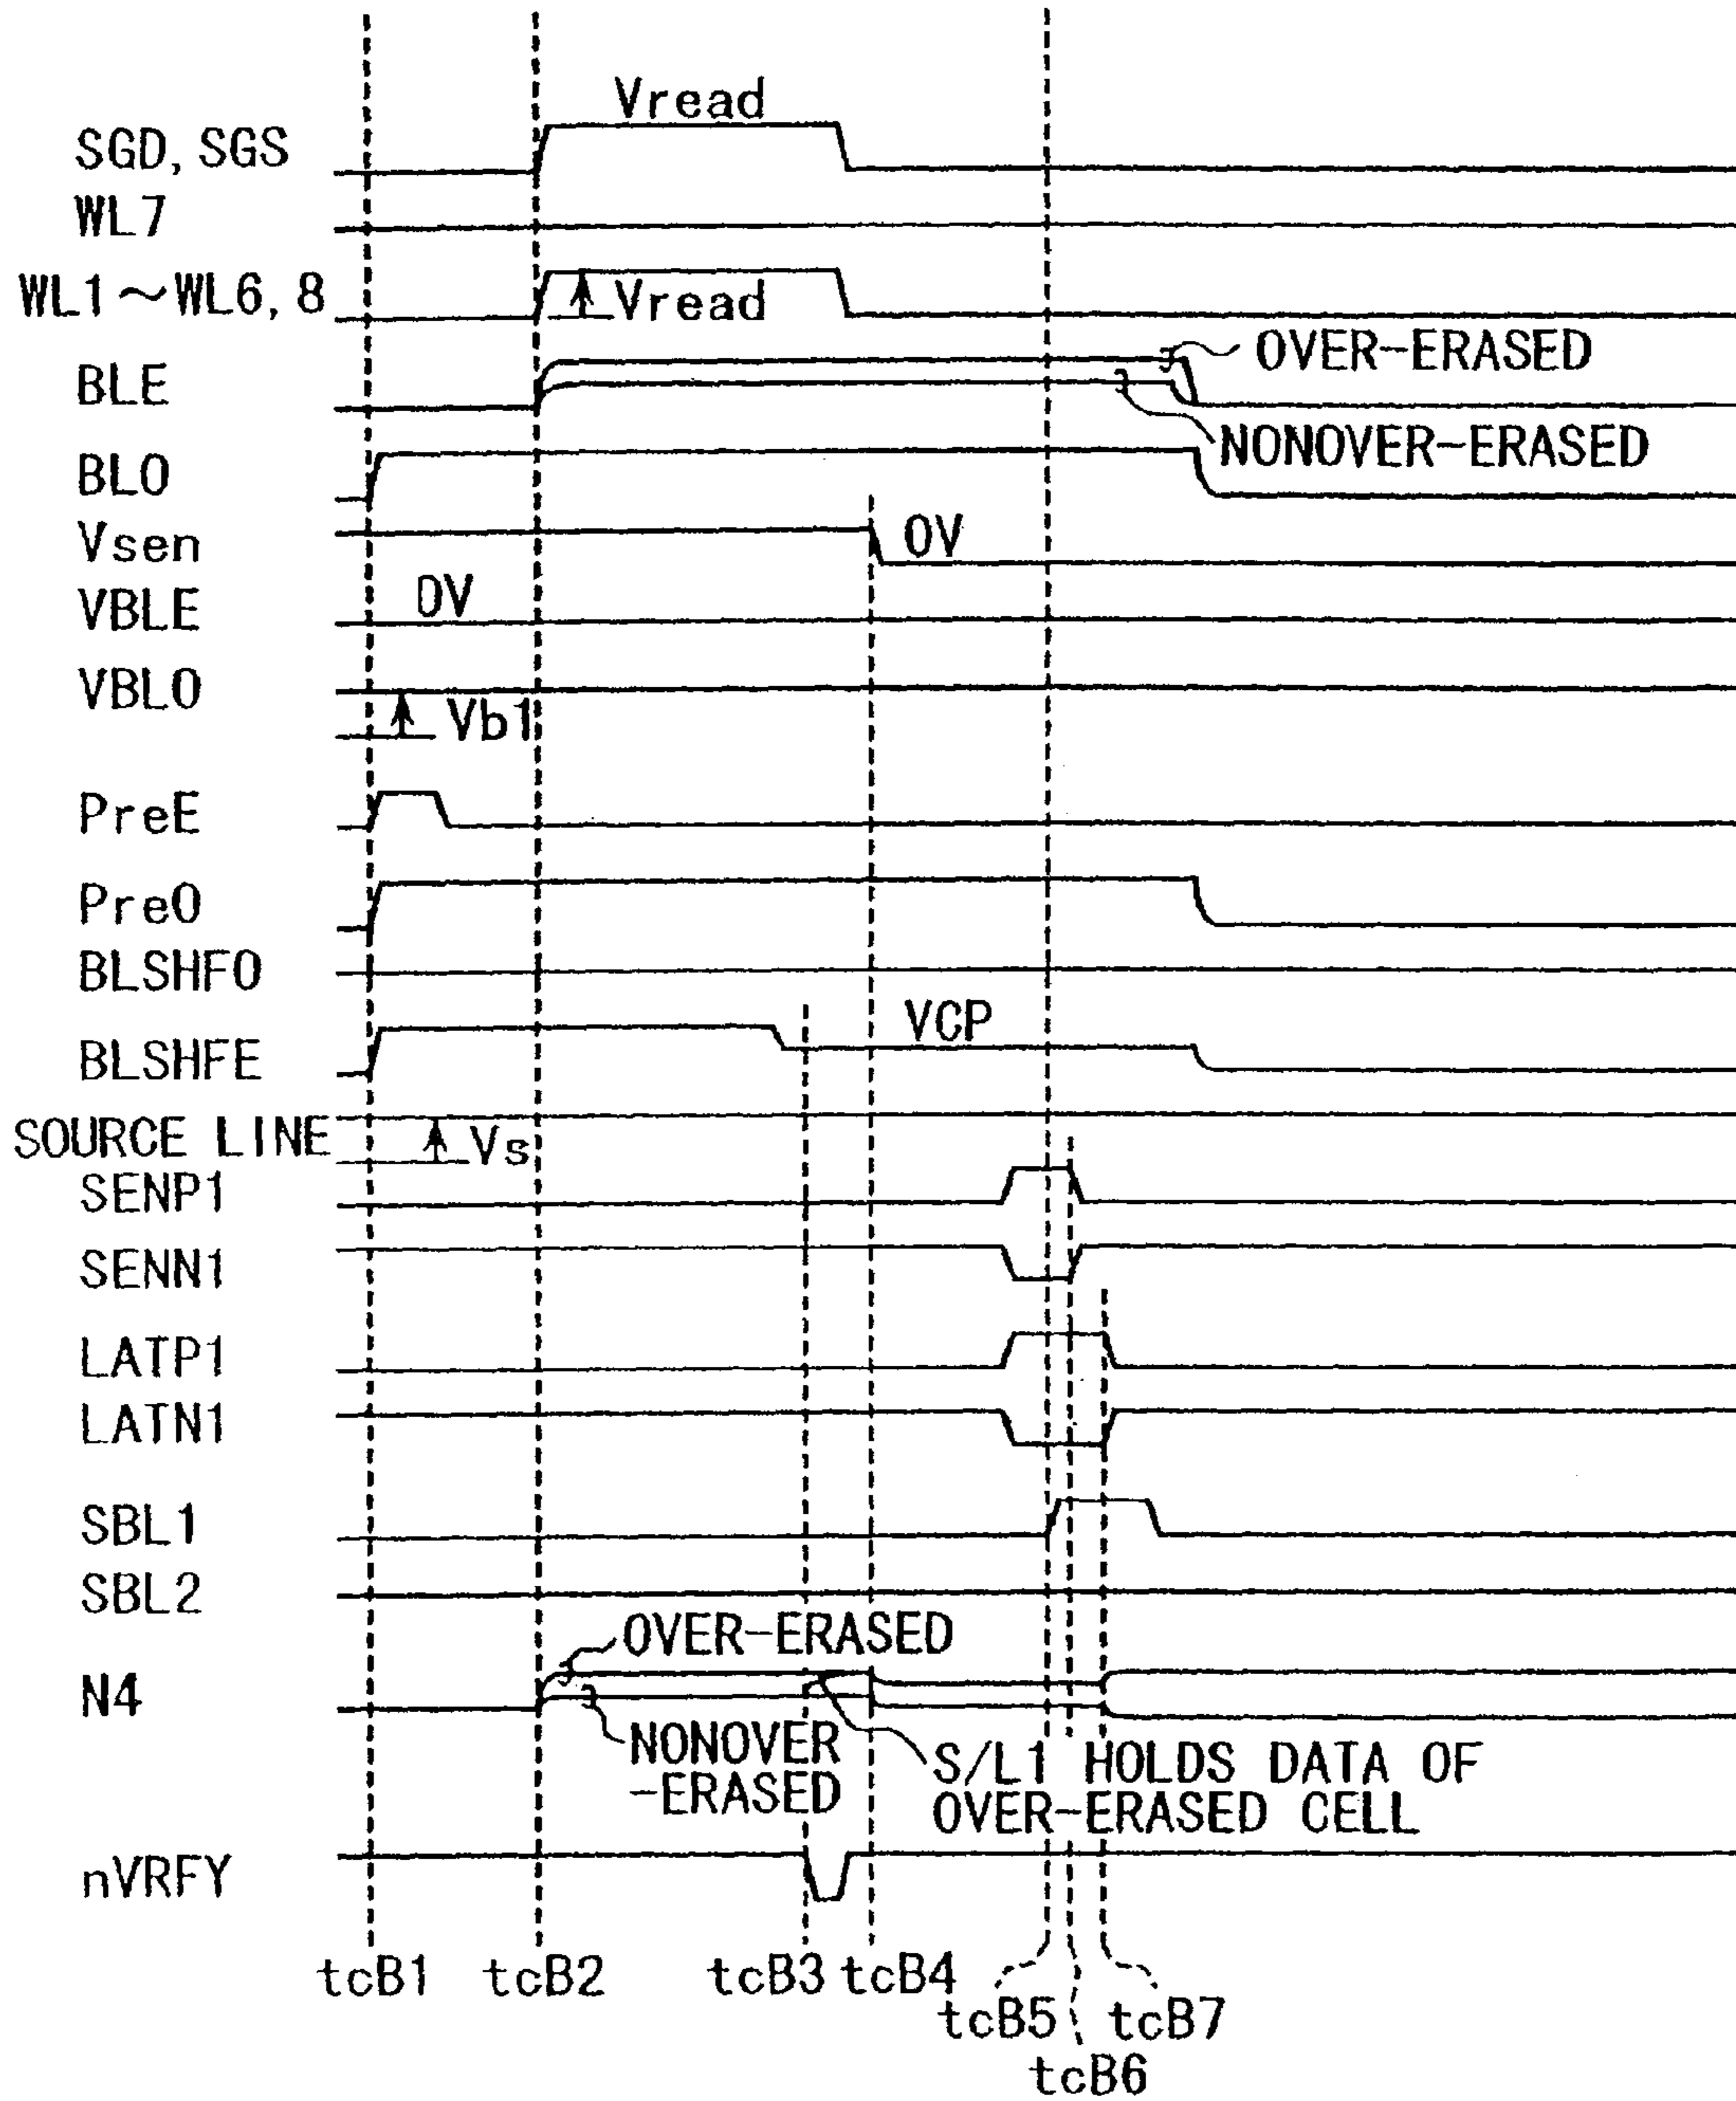 Vread
SGD, SGS
WL7
WL1～WL6, 8
Vread
OVER-ERASED
BLE
NONOVER-ERASED
BLO
Vsen
0V
VBLE
0V
VBLO
Vb1
PreE
PreO
BLSHFO
VCP
BLSHFE
SOURCE LINE
Vs
SENP1
SENN1
LATP1
LATN1
SBL1
SBL2
OVER-ERASED
N4
NONOVER
-ERASED
S/L1 HOLDS DATA OF
OVER-ERASED CELL
nVRFY
tcB1
tcB2
tcB3
tcB4
tcB5
tcB7
tcB6